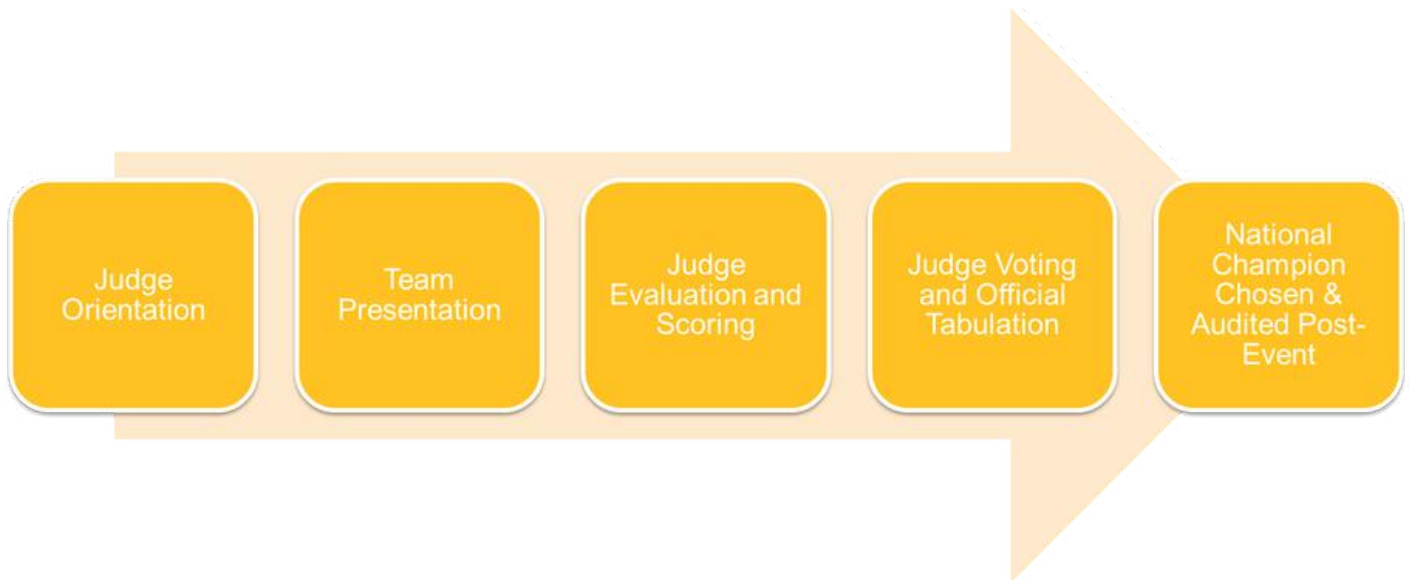 Judge
Orientation
Team
Presentation
Judge
Evaluation and
Scoring
Judge Voting
and Official
Tabulation
National
Champion
Chosen &
Audited Post-
Event